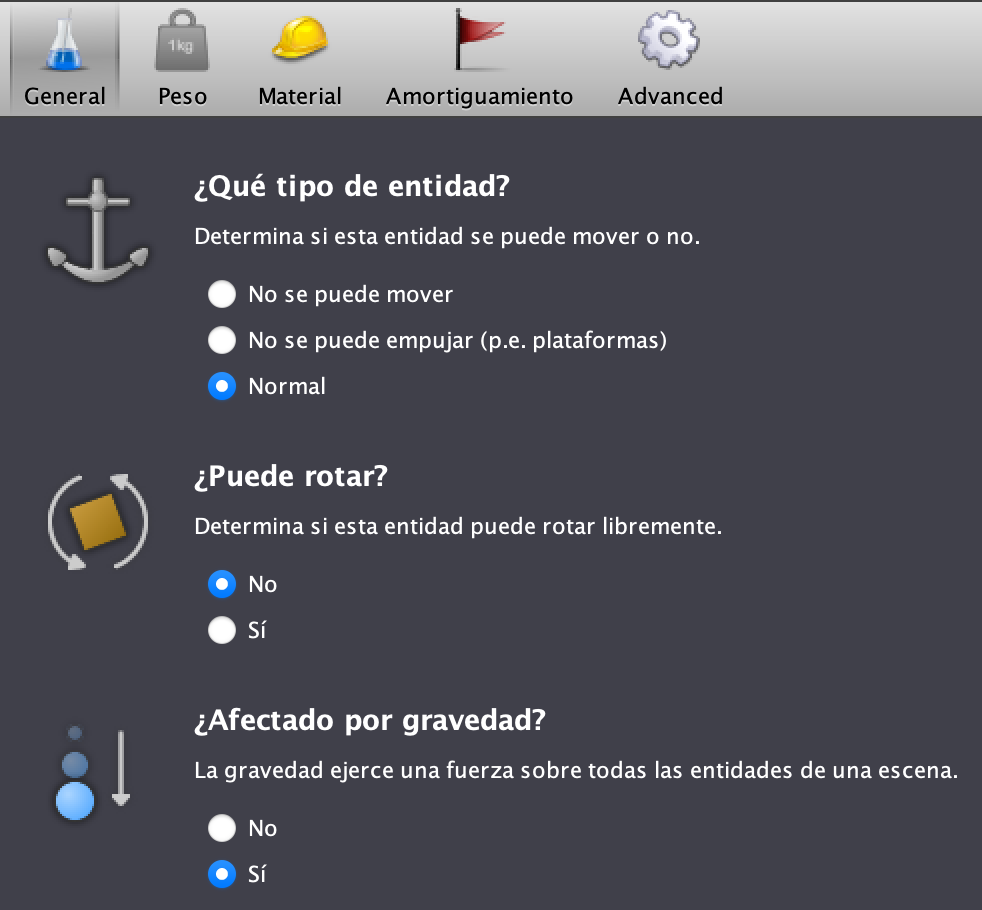 1kg
General Peso Material Amortiguamiento Advanced
¿Qué tipo de entidad?
Determina si esta entidad se puede mover o no.
No se puede mover
No se puede empujar (p.e. plataformas)
Normal
¿Puede rotar?
Determina si esta entidad puede rotar libremente.
No
Sí
¿Afectado por gravedad?
La gravedad ejerce una fuerza sobre todas las entidades de una escena.
No
Sí